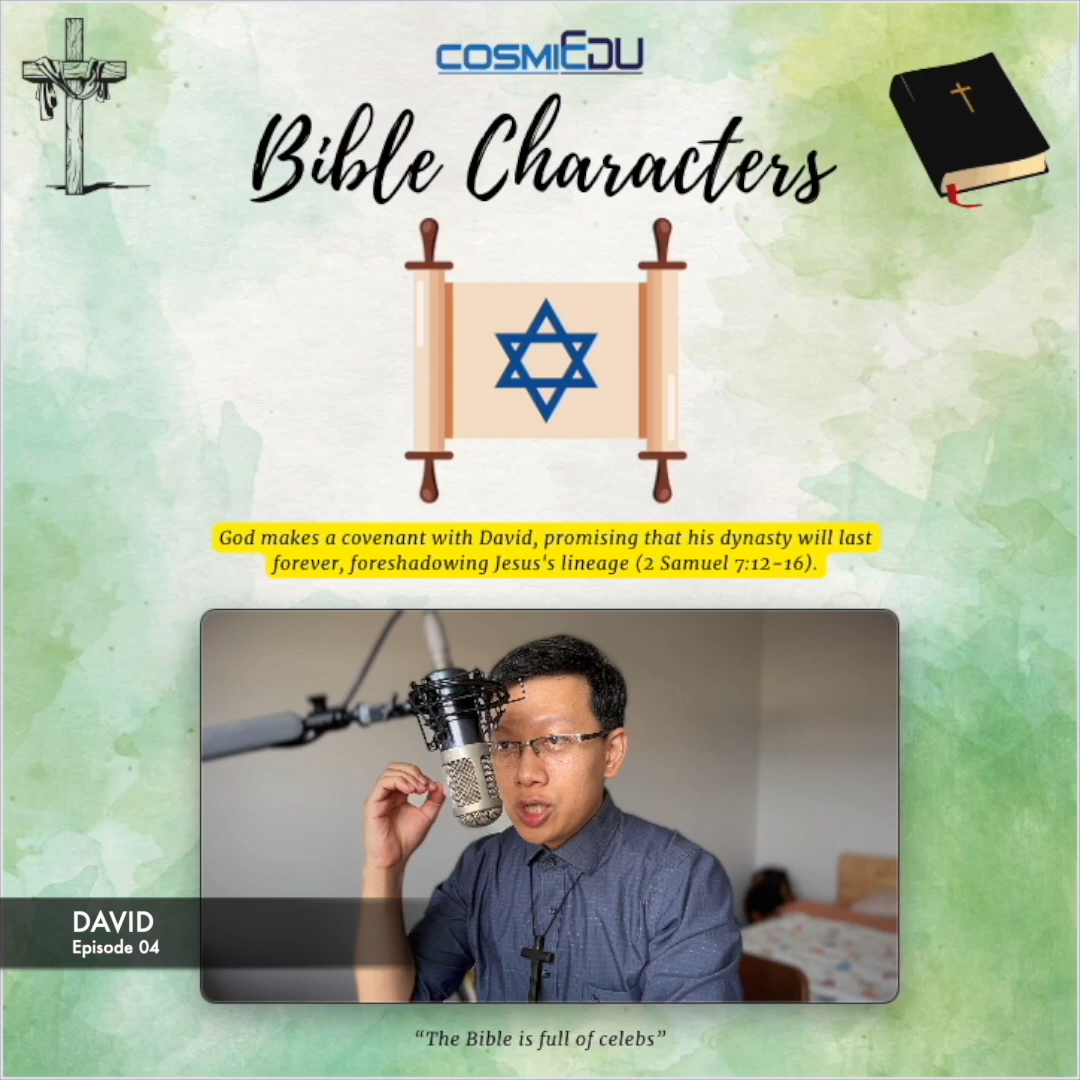 COSMIEDU
Bible Characters
God makes a covenant with David, promising that his dynasty will last
forever, foreshadowing Jesus's lineage (2 Samuel 7:12-16).
DAVID
Episode 04
“The Bible is full of celebs”